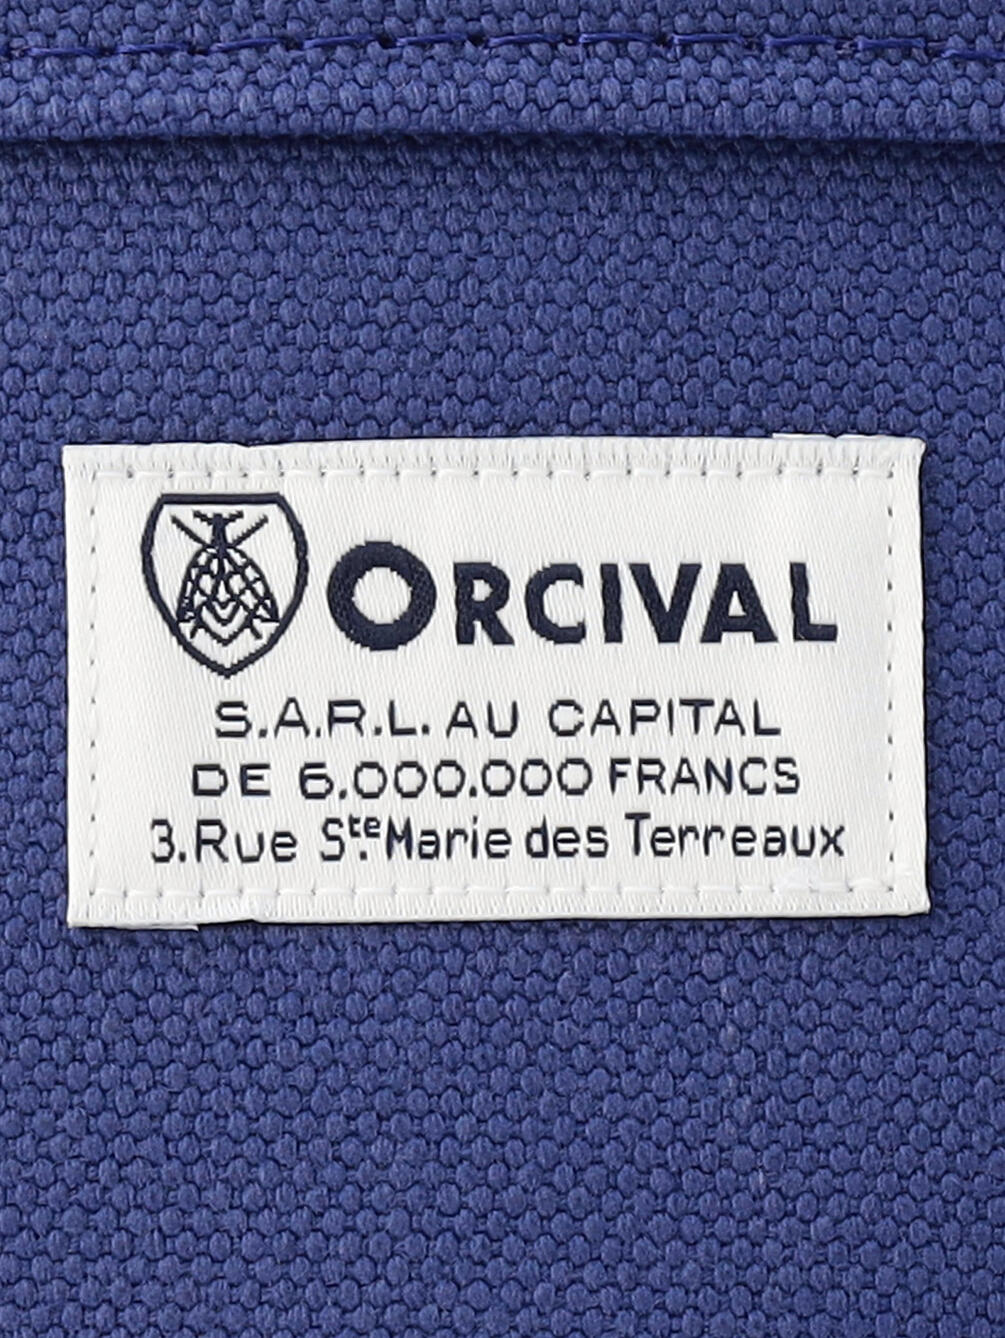 ORCIVAL
S.A.R.L. AU CAPITAL
DE 6.000.000 FRANCS
3.Rue Ste Marie des Terreaux